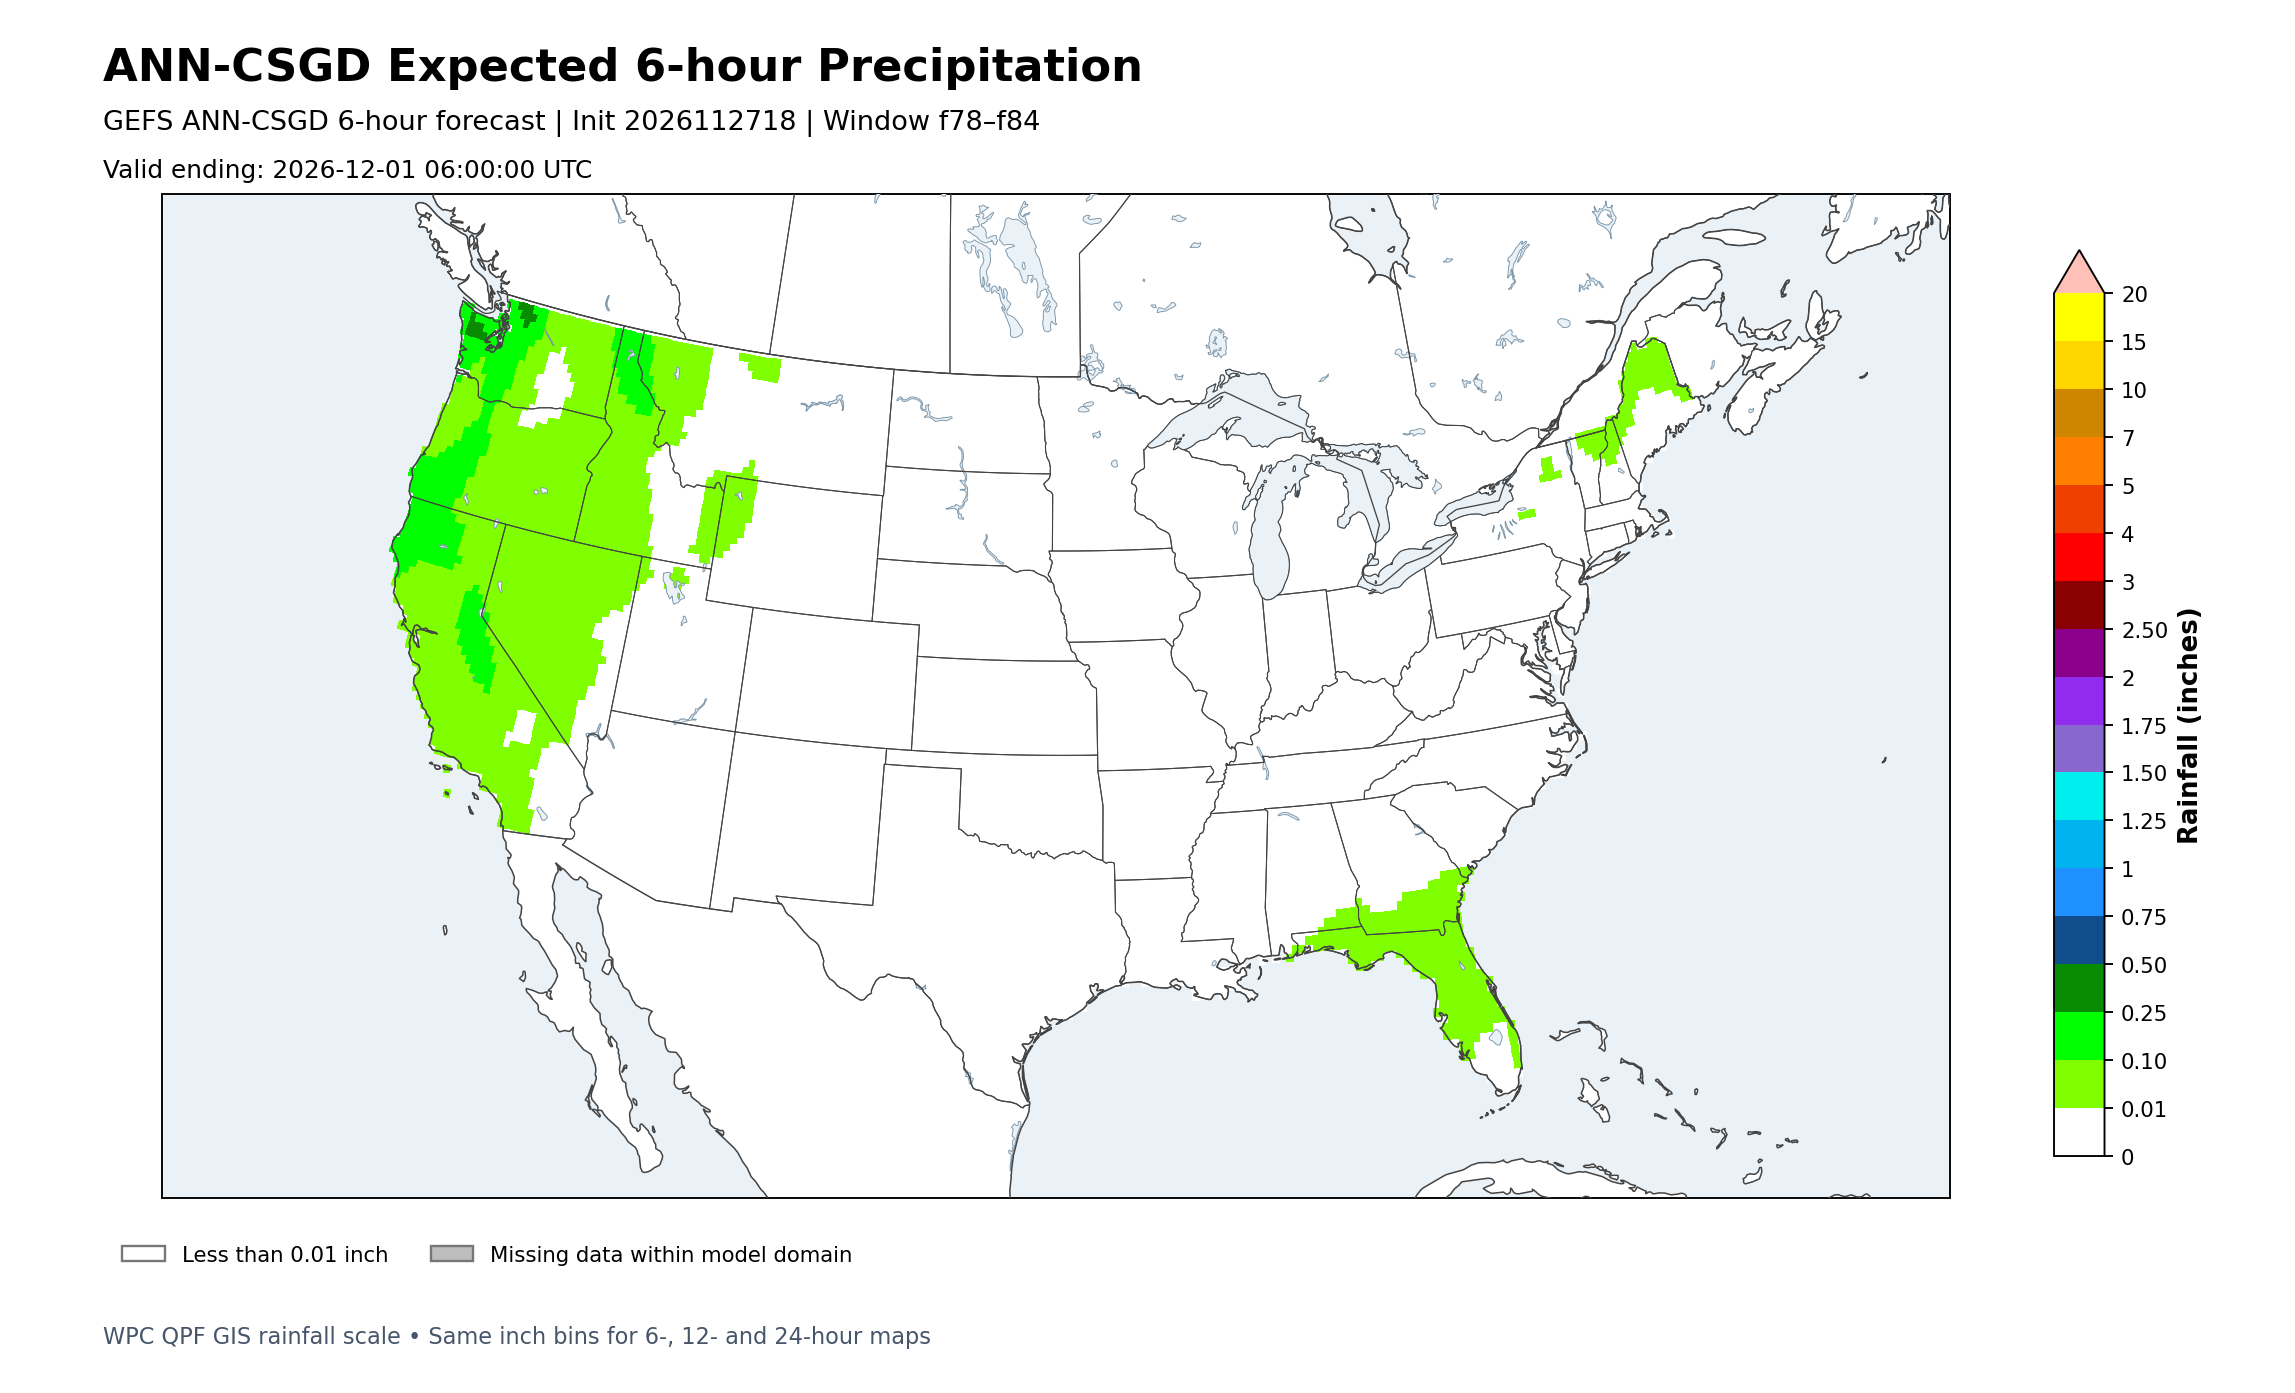 ANN-CSGD Expected 6-hour Precipitation
GEFS ANN-CSGD 6-hour forecast | Init 2026112718 | Window f78–f84
Valid ending: 2026-12-01 06:00:00 UTC
20
15
10
7
5
4
3
2.50
2
1.75
1.50
1.25
1
0.75
0.50
0.25
0.10
0.01
0
Rainfall (inches)
Less than 0.01 inch
Missing data within model domain
WPC QPF GIS rainfall scale • Same inch bins for 6-, 12- and 24-hour maps